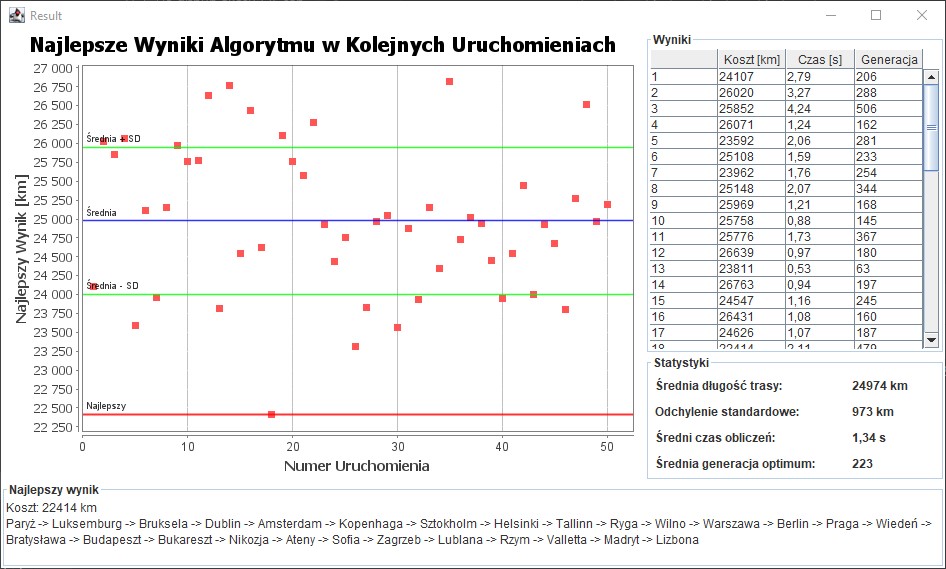 Result
Najlepsze Wyniki Algorytmu w Kolejnych Uruchomieniach
Najlepszy Wynik [km]
27 000
26 750
26 500
26 250
26 000
25 750
25 500
25 250
25 000
24 750
24 500
24 250
24 000
23 750
23 500
23 250
23 000
22 750
22 500
22 250
Średnia + SD
Średnia
Średnia - SD
Najlepszy
0 10 20 30 40 50
Numer Uruchomienia
Wyniki
Koszt [km] Czas [s] Generacja
1 24107 2,79 206
2 26020 3,27 288
3 25852 4,24 506
4 26071 1,24 162
5 23592 2,06 281
6 25108 1,59 233
7 23962 1,76 254
8 25148 2,07 344
9 25969 1,21 168
10 25758 0,88 145
11 25776 1,73 367
12 26639 0,97 180
13 23811 0,53 63
14 26763 0,94 197
15 24547 1,16 245
16 26431 1,08 160
17 24626 1,07 187
18 22414 2,11 479
Statystyki
Średnia długość trasy: 24974 km
Odchylenie standardowe: 973 km
Średni czas obliczeń: 1,34 s
Średnia generacja optimum: 223
Najlepszy wynik
Koszt: 22414 km
Paryż -> Luksemburg -> Bruksela -> Dublin -> Amsterdam -> Kopenhaga -> Sztokholm -> Helsinki -> Tallinn -> Ryga -> Wilno -> Warszawa -> Berlin -> Praga -> Wiedeń ->
Bratysława -> Budapeszt -> Bukareszt -> Nikozja -> Ateny -> Sofia -> Zagrzeb -> Lublana -> Rzym -> Valletta -> Madryt -> Lizbona